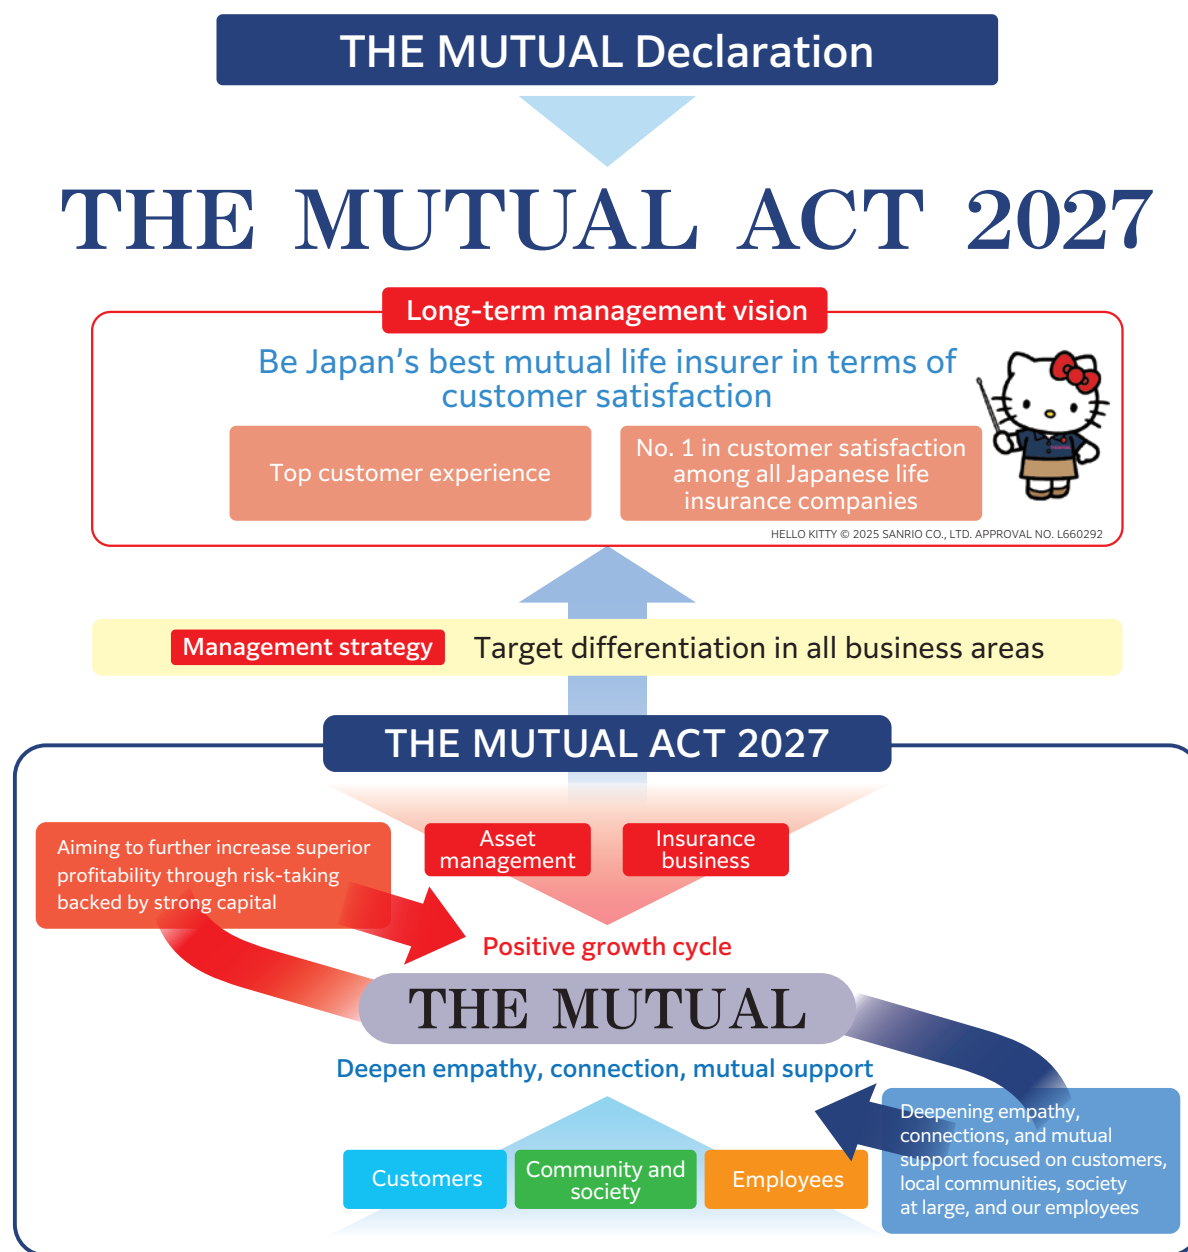 THE MUTUAL Declaration
THE MUTUAL ACT 2027
Long-term management vision
Be Japan's best mutual life insurer in terms of
customer satisfaction
Top customer experience
No. 1 in customer satisfaction
among all Japanese life
insurance companies
HELLO KITTY © 2025 SANRIO CO., LTD. APPROVAL NO. L660292
Management strategy
Target differentiation in all business areas
THE MUTUAL ACT 2027
Asset
management
Insurance
business
Aiming to further increase superior
profitability through risk-taking
backed by strong capital
Positive growth cycle
THE MUTUAL
Deepen empathy, connection, mutual support
Customers
Community and
society
Employees
Deepening empathy,
connections, and mutual
support focused on customers,
local communities, society
at large, and our employees